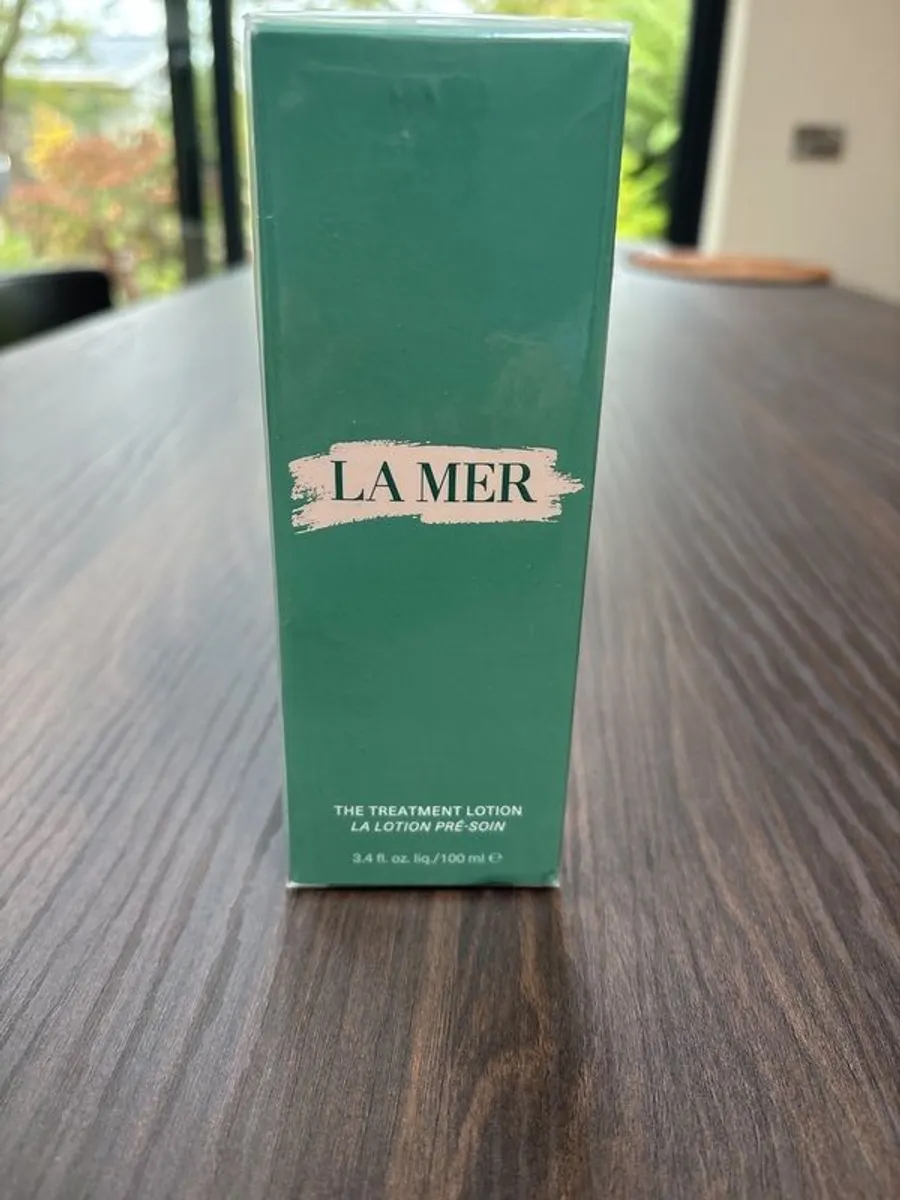 LA MER
THE TREATMENT LOTION
LA LOTION PRÉ-SOIN
3.4 fl. oz. liq./100 ml ℮